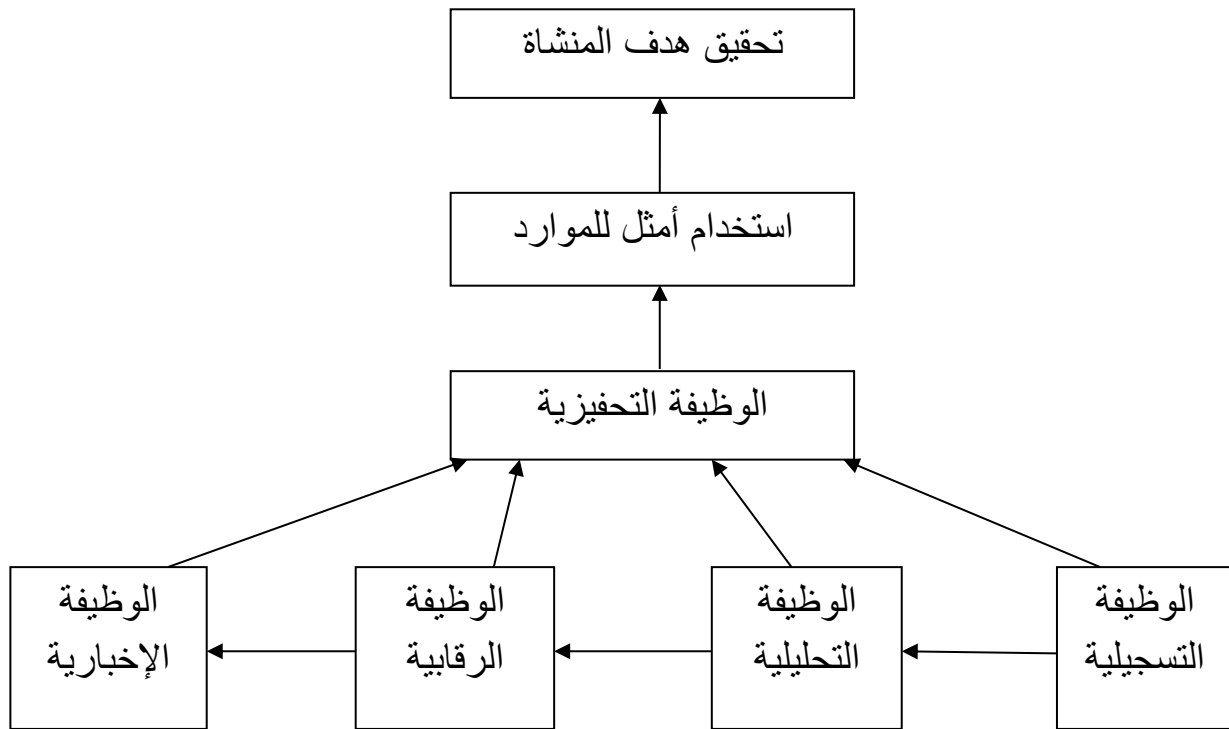 تحقيق هدف المنشاة
استخدام أمثل للموارد
الوظيفة التحفيزية
الوظيفة
التسجيلية
الوظيفة
التحليلية
الوظيفة
الرقابية
الوظيفة
الإخبارية